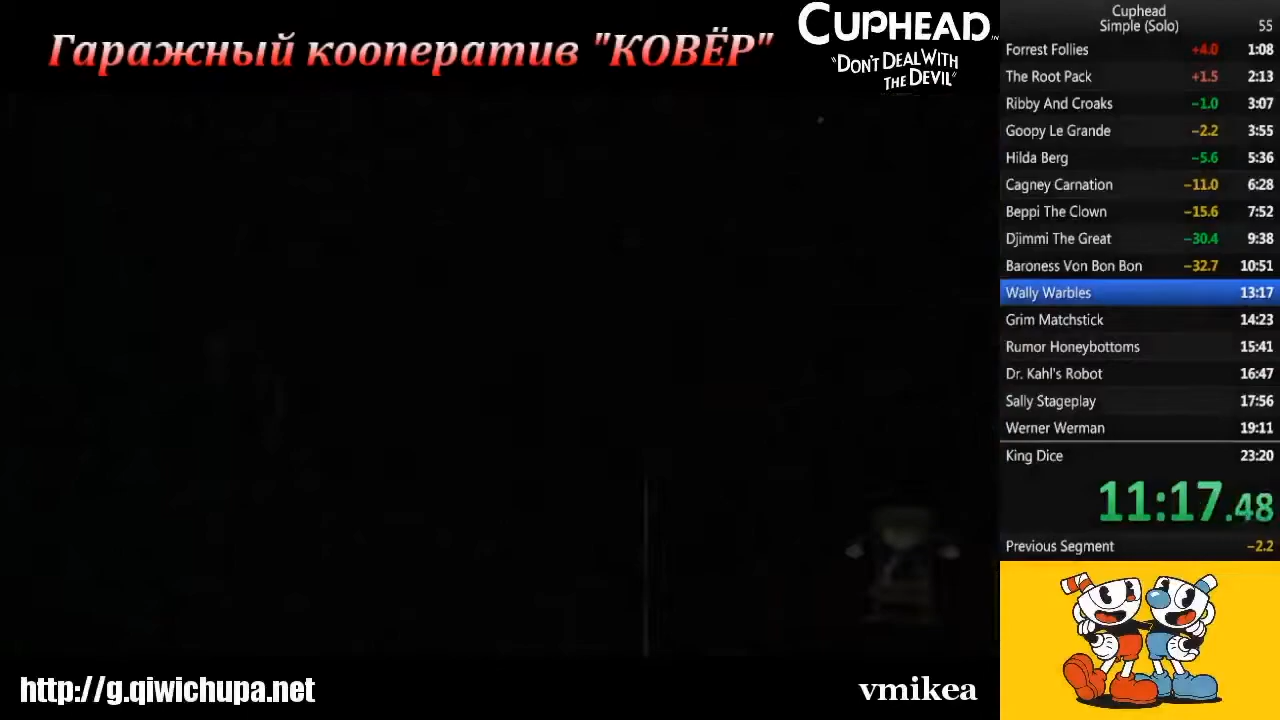 Гаражный кооператив "КОВЁР"
CUPHEAD
"DON'T DEAL WITH
THE DEVIL"
Cuphead
Simple (Solo) 55
Forrest Follies +4.0 1:08
The Root Pack +1.5 2:13
Ribby And Croaks −1.0 3:07
Goopy Le Grande −2.2 3:55
Hilda Berg −5.6 5:36
Cagney Carnation −11.0 6:28
Beppi The Clown −15.6 7:52
Djimmi The Great −30.4 9:38
Baroness Von Bon Bon −32.7 10:51
Wally Warbles 13:17
Grim Matchstick 14:23
Rumor Honeybottoms 15:41
Dr. Kahl's Robot 16:47
Sally Stageplay 17:56
Werner Werman 19:11
King Dice 23:20
11:17.48
Previous Segment −2.2
http://g.qiwichupa.net
vmikea